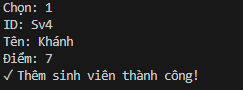 Chọn: 1
ID: Sv4
Tên: Khánh
Điểm: 7
✓ Thêm sinh viên thành công!